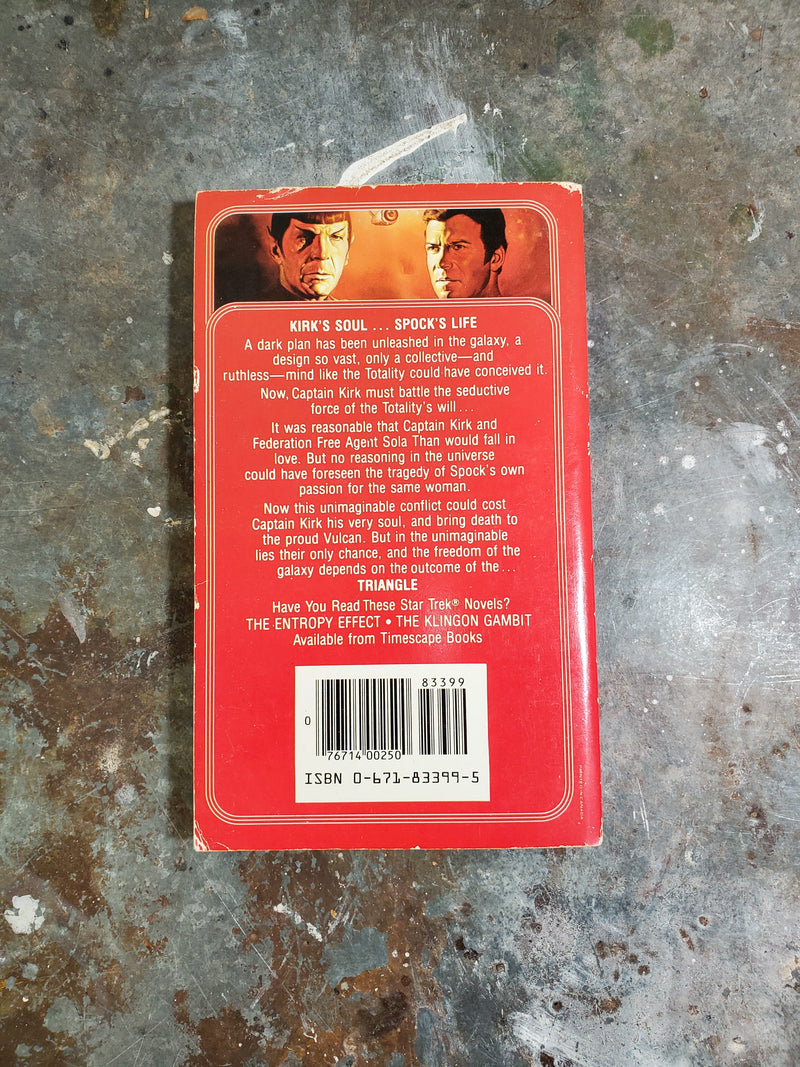 KIRK'S SOUL ... SPOCK'S LIFE
A dark plan has been unleashed in the galaxy, a
design so vast, only a collective—and
ruthless—mind like the Totality could have conceived it.
Now, Captain Kirk must battle the seductive
force of the Totality's will ...
It was reasonable that Captain Kirk and
Federation Free Agent Sola Than would fall in
love. But no reasoning in the universe
could have foreseen the tragedy of Spock's own
passion for the same woman.
Now this unimaginable conflict could cost
Captain Kirk his very soul, and bring death to
the proud Vulcan. But in the unimaginable
lies their only chance, and the freedom of the
galaxy depends on the outcome of the ...
TRIANGLE
Have You Read These Star Trek® Novels?
THE ENTROPY EFFECT • THE KLINGON GAMBIT
Available from Timescape Books
83399
0
76714 00250
ISBN 0-671-83399-5